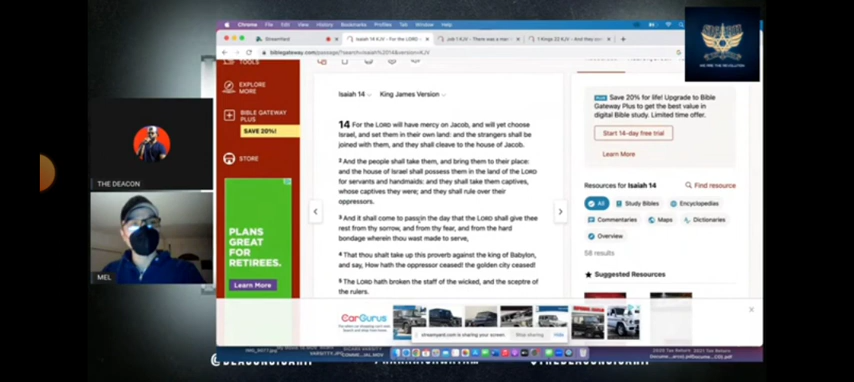 Chrome File Edit View History Bookmarks Profiles Tab Window Help
StreamYard
Isaiah 14 KJV - For the LORD
Job 1 KJV - There was a man
1 Kings 22 KJV - And they
TOOLS
EXPLORE
MORE
BIBLE GATEWAY
PLUS
SAVE 20%!
STORE
PLANS
GREAT
FOR
RETIREES.
Learn More
THE DEACON
MEL
Isaiah 14 King James Version
14 For the LORD will have mercy on Jacob, and will yet choose
Israel, and set them in their own land: and the strangers shall be
joined with them, and they shall cleave to the house of Jacob.
2 And the people shall take them, and bring them to their place:
and the house of Israel shall possess them in the land of the LORD
for servants and handmaids: and they shall take them captives,
whose captives they were; and they shall rule over their
oppressors.
3 And it shall come to pass in the day that the LORD shall give thee
rest from thy sorrow, and from thy fear, and from the hard
bondage wherein thou wast made to serve,
4 That thou shalt take up this proverb against the king of Babylon,
and say, How hath the oppressor ceased! the golden city ceased!
5 The LORD hath broken the staff of the wicked, and the sceptre of
the rulers.
PLUS Save 20% for life! Upgrade to Bible
Gateway Plus to get the best value in
digital Bible study. Limited time offer.
Start 14-day free trial
Learn More
Resources for Isaiah 14 Find resource
All Study Bibles Encyclopedias
Commentaries Maps Dictionaries
Overview
58 results
Suggested Resources
CarGurus
streamyard.com is sharing your screen. Stop sharing Hide
WE ARE THE REVOLUTION